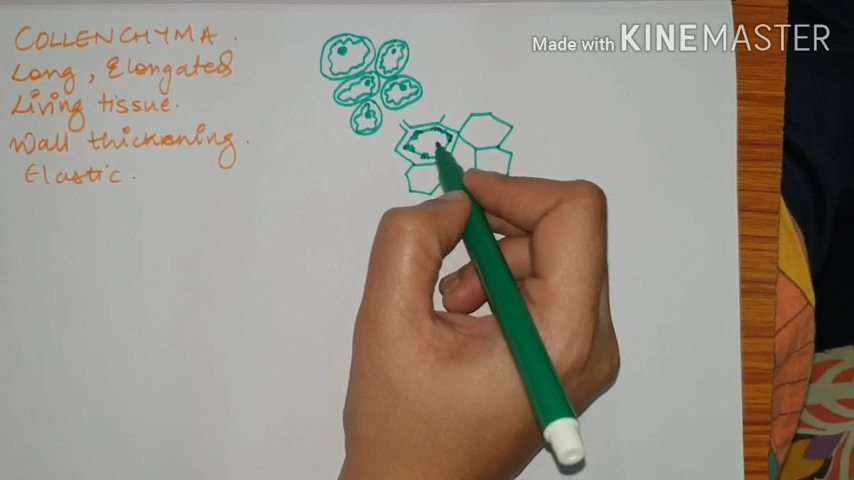 COLLENCHYMA.
Long, Elongated
Living tissue.
Wall thickening.
Elastic.
Made with KINEMASTER